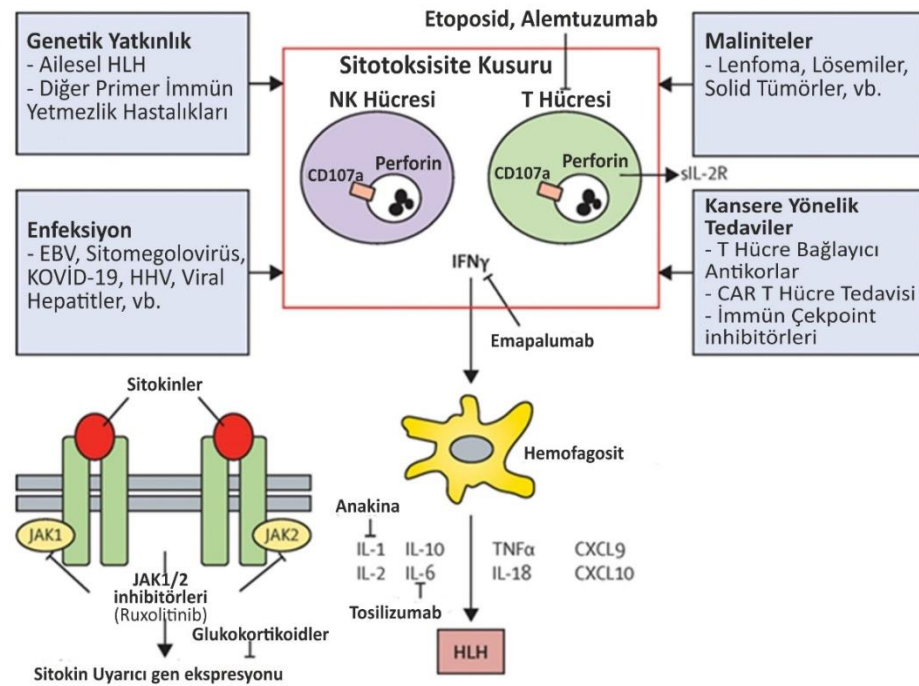 Genetik Yatkınlık
- Ailesel HLH
- Diğer Primer İmmün
Yetmezlik Hastalıkları
Enfeksiyon
- EBV, Sitomegolovirüs,
KOVİD-19, HHV, Viral
Hepatitler, vb.
Etoposid, Alemtuzumab
Sitotoksisite Kusuru
NK Hücresi
T Hücresi
CD107a
Perforin
CD107a
Perforin
sIL-2R
IFNγ
Emapalumab
Maliniteler
- Lenfoma, Lösemiler,
Solid Tümörler, vb.
Kansere Yönelik
Tedaviler
- T Hücre Bağlayıcı
Antikorlar
- CAR T Hücre Tedavisi
- İmmün Çekpoint
inhibitörleri
Sitokinler
JAK1
JAK2
JAK1/2
inhibitörleri
(Ruxolitinib)
Glukokortikoidler
Sitokin Uyarıcı gen ekspresyonu
Hemofagosit
Anakina
IL-1 IL-10 TNFα CXCL9
IL-2 IL-6 IL-18 CXCL10
Tosilizumab
HLH